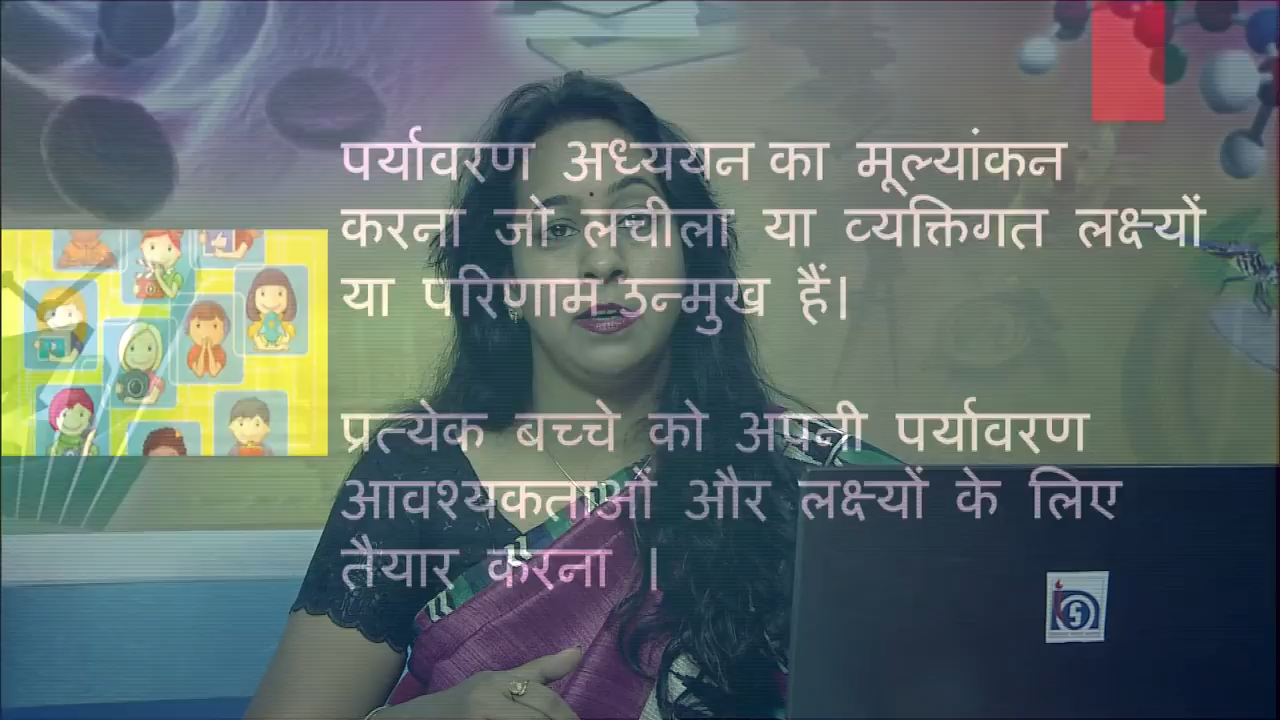 पर्यावरण अध्ययन का मूल्यांकन
करना जो लचीला या व्यक्तिगत लक्ष्यों
या परिणाम उन्मुख हैं।
प्रत्येक बच्चे को अपनी पर्यावरण
आवश्यकताओं और लक्ष्यों के लिए
तैयार करना ।